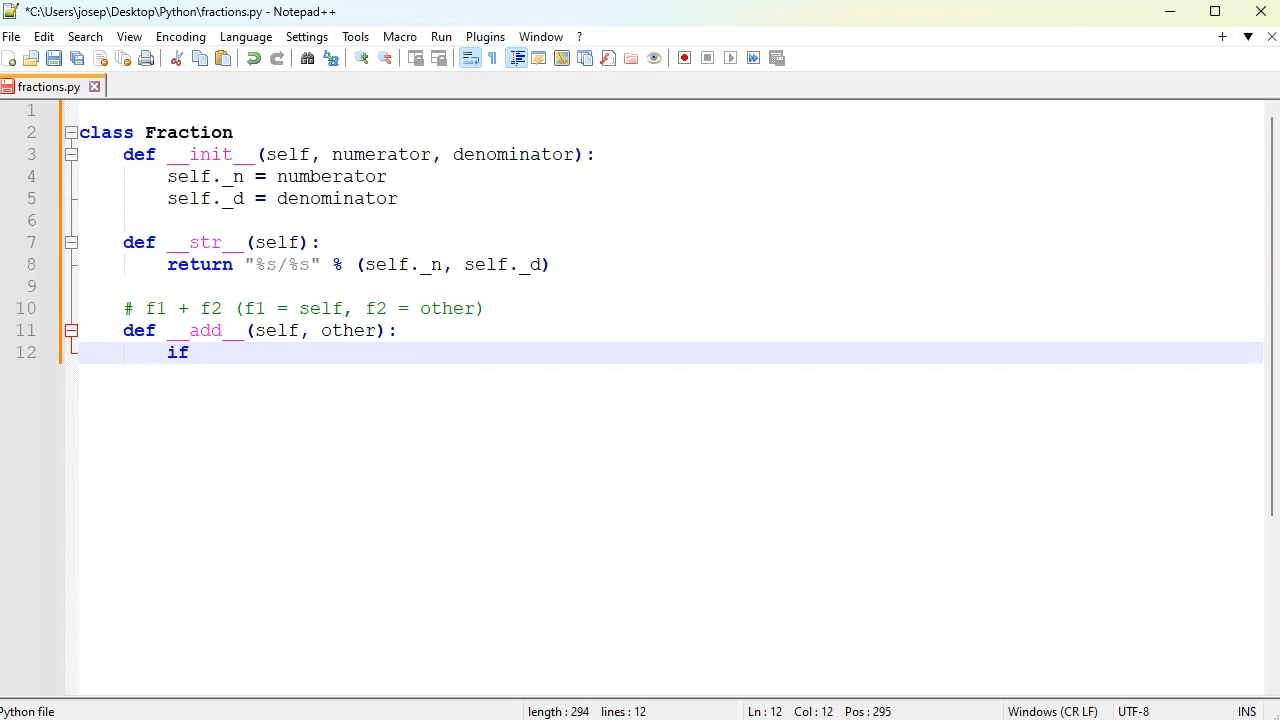 *C:\Users\josep\Desktop\Python\fractions.py - Notepad++
File Edit Search View Encoding Language Settings Tools Macro Run Plugins Window ?
fractions.py
1
2 class Fraction
3 def __init__(self, numerator, denominator):
4 self._n = numberator
5 self._d = denominator
6
7 def __str__(self):
8 return "%s/%s" % (self._n, self._d)
9
10 # f1 + f2 (f1 = self, f2 = other)
11 def __add__(self, other):
12 if
Python file length : 294 lines : 12 Ln : 12 Col : 12 Pos : 295 Windows (CR LF) UTF-8 INS